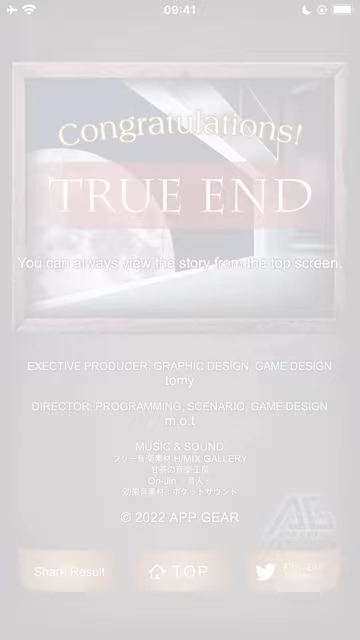 09:41
Congratulations!
TRUE END
You can always view the story from the top screen.
EXECTIVE PRODUCER, GRAPHIC DESIGN, GAME DESIGN
tomy
DIRECTOR, PROGRAMMING, SCENARIO, GAME DESIGN
m.o.t
MUSIC & SOUND
フリー音楽素材 H/MIX GALLERY
甘茶の音楽工房
On-Jin ～音人～
効果音素材：ポケットサウンド
© 2022 APP GEAR
Share Result
TOP